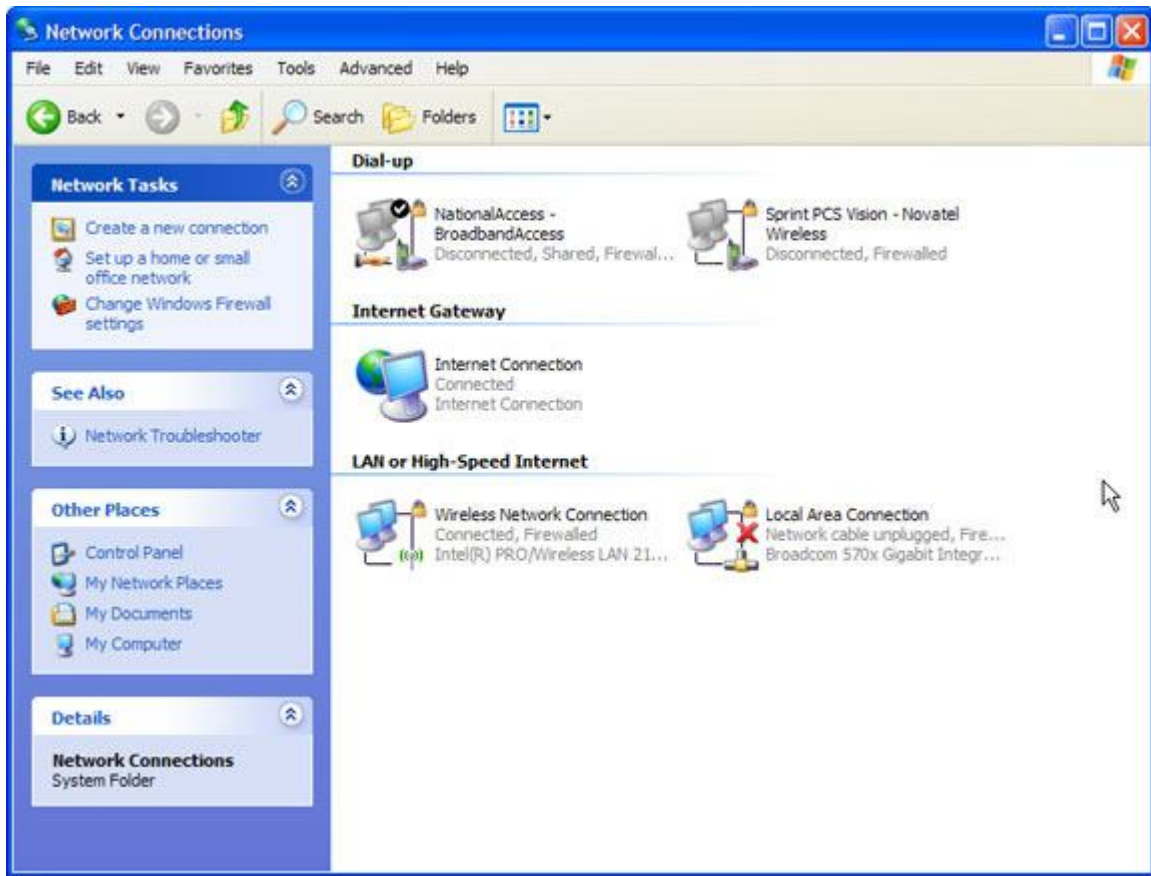 Network Connections
File Edit View Favorites Tools Advanced Help
Back Search Folders
Network Tasks
Create a new connection
Set up a home or small
office network
Change Windows Firewall
settings
See Also
Network Troubleshooter
Other Places
Control Panel
My Network Places
My Documents
My Computer
Details
Network Connections
System Folder
Dial-up
NationalAccess -
BroadbandAccess
Disconnected, Shared, Firewal...
Sprint PCS Vision - Novatel
Wireless
Disconnected, Firewalled
Internet Gateway
Internet Connection
Connected
Internet Connection
LAN or High-Speed Internet
Wireless Network Connection
Connected, Firewalled
Intel(R) PRO/Wireless LAN 21...
Local Area Connection
Network cable unplugged, Fire...
Broadcom 570x Gigabit Integr...